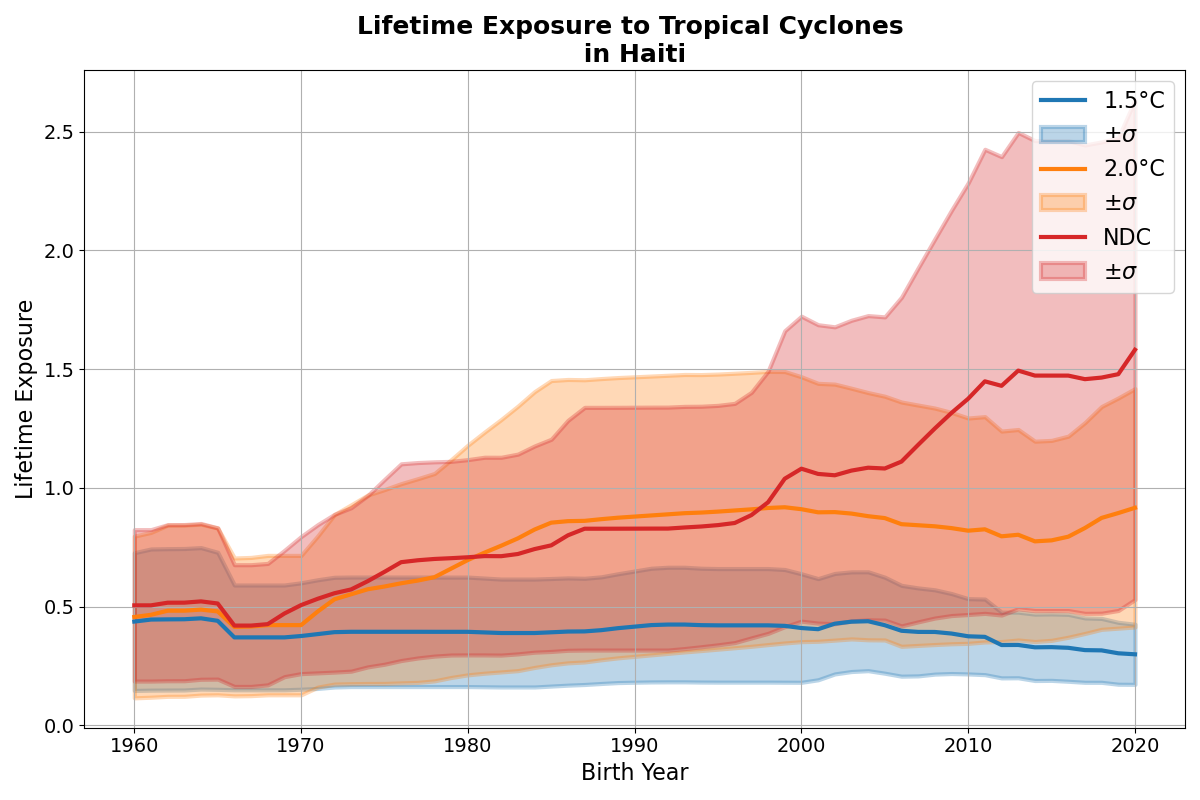 Lifetime Exposure to Tropical Cyclones
in Haiti
Lifetime Exposure
2.5
2.0
1.5
1.0
0.5
0.0
1960
1970
1980
1990
2000
2010
2020
Birth Year
1.5°C
±σ
2.0°C
±σ
NDC
±σ